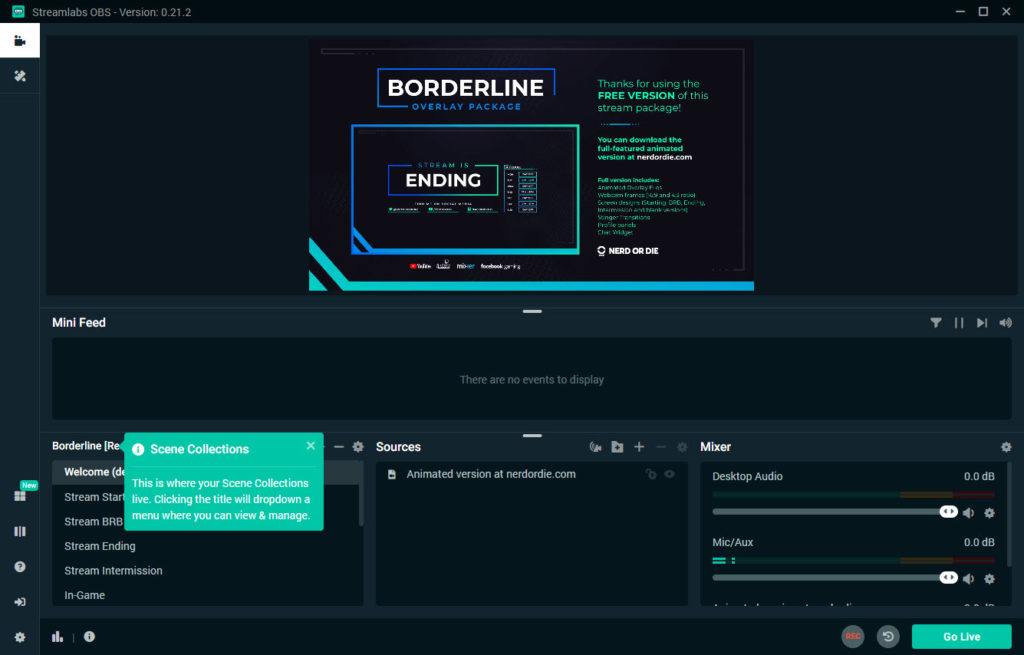 Streamlabs OBS - Version: 0.21.2
BORDERLINE
OVERLAY PACKAGE
STREAM IS
ENDING
YouTube
mixer
facebook gaming
Thanks for using the
FREE VERSION of this
stream package!
You can download the
full-featured animated
version at nerdordie.com
Full version includes:
Animated Overlay Files
Webcam frames (16:9 and 4:3 ratio)
Screen designs (Starting, BRB, Ending,
Intermission and blank versions)
Stinger Transitions
Profile panels
Chat Widget
NERD OR DIE
Mini Feed
There are no events to display
Borderline [Re
Scene Collections
This is where your Scene Collections
live. Clicking the title will dropdown a
menu where you can view & manage.
Welcome (de
Stream Start
Stream BRB
Stream Ending
Stream Intermission
In-Game
Sources
Animated version at nerdordie.com
Mixer
Desktop Audio
0.0 dB
Mic/Aux
0.0 dB
New
REC
Go Live